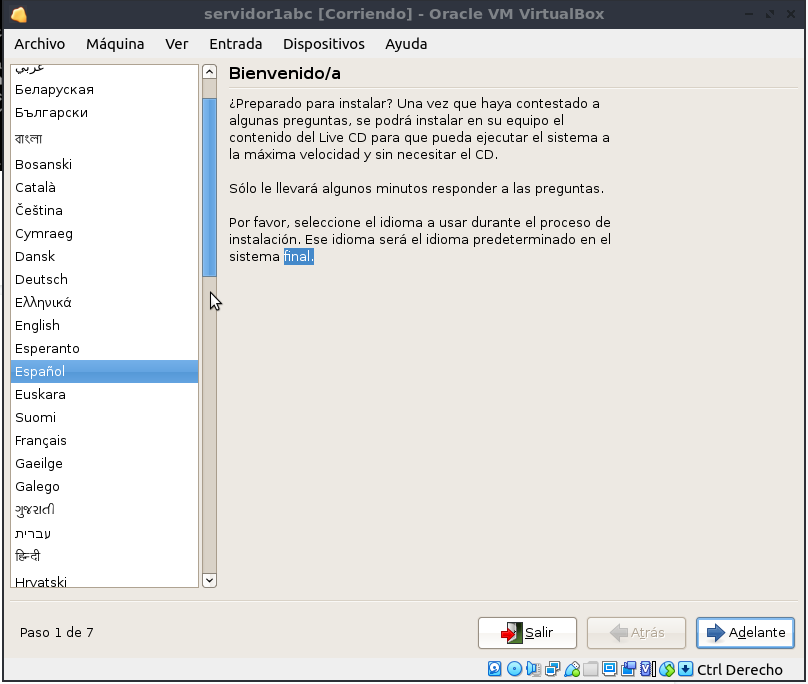 servidor1abc [Corriendo] - Oracle VM VirtualBox
Archivo Máquina Ver Entrada Dispositivos Ayuda
عربي
Беларуская
Български
বাংলা
Bosanski
Català
Čeština
Cymraeg
Dansk
Deutsch
Ελληνικά
English
Esperanto
Español
Euskara
Suomi
Français
Gaeilge
Galego
ગુજરાતી
עברית
हिन्दी
Hrvatski
Bienvenido/a
¿Preparado para instalar? Una vez que haya contestado a
algunas preguntas, se podrá instalar en su equipo el
contenido del Live CD para que pueda ejecutar el sistema a
la máxima velocidad y sin necesitar el CD.
Sólo le llevará algunos minutos responder a las preguntas.
Por favor, seleccione el idioma a usar durante el proceso de
instalación. Ese idioma será el idioma predeterminado en el
sistema final.
Paso 1 de 7
Salir
Atrás
Adelante
Ctrl Derecho